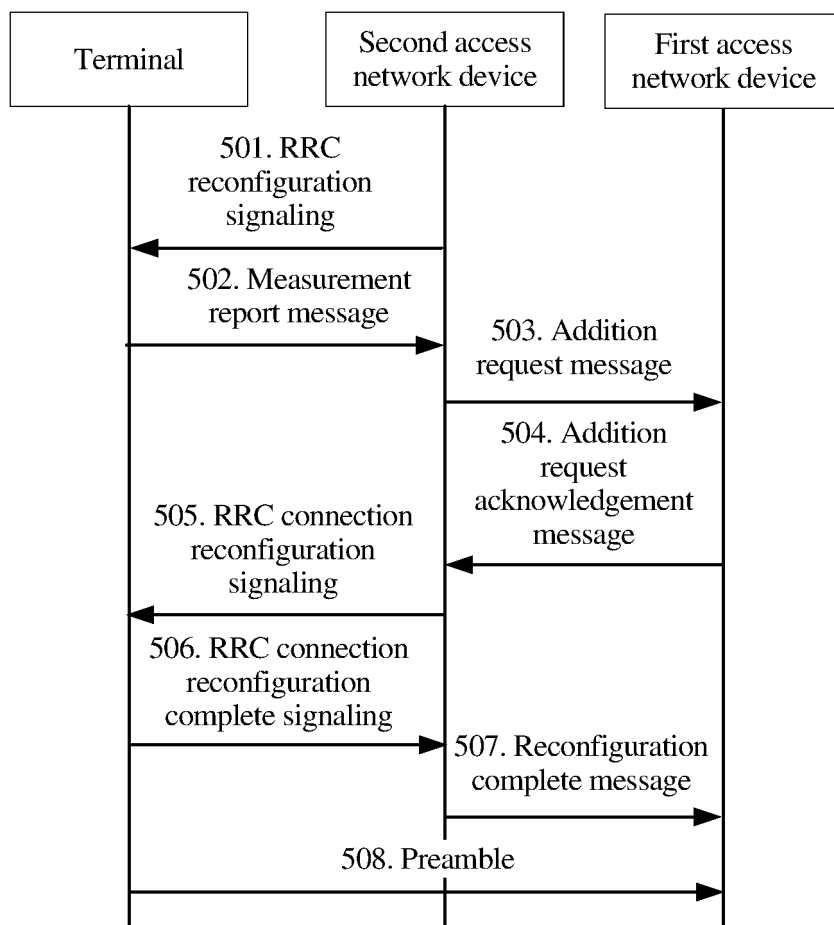 Terminal
Second access
network device
First access
network device
501. RRC
reconfiguration
signaling
502. Measurement
report message
503. Addition
request message
504. Addition
request
acknowledgement
message
505. RRC connection
reconfiguration
signaling
506. RRC connection
reconfiguration
complete signaling
507. Reconfiguration
complete message
508. Preamble